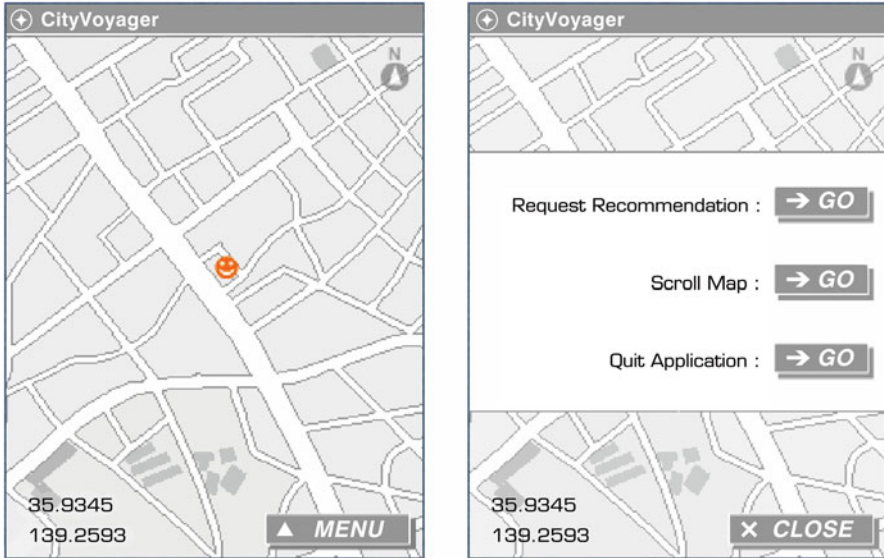 CityVoyager
N
35.9345
139.2593
▲ MENU
CityVoyager
N
Request Recommendation : → GO
Scroll Map : → GO
Quit Application : → GO
35.9345
139.2593
× CLOSE